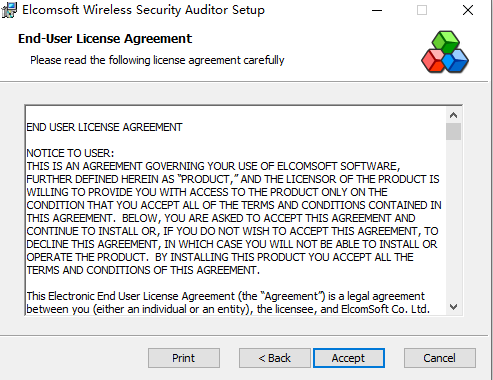 Elcomsoft Wireless Security Auditor Setup
End-User License Agreement
Please read the following license agreement carefully
END USER LICENSE AGREEMENT
NOTICE TO USER:
THIS IS AN AGREEMENT GOVERNING YOUR USE OF ELCOMSOFT SOFTWARE,
FURTHER DEFINED HEREIN AS “PRODUCT,” AND THE LICENSOR OF THE PRODUCT IS
WILLING TO PROVIDE YOU WITH ACCESS TO THE PRODUCT ONLY ON THE
CONDITION THAT YOU ACCEPT ALL OF THE TERMS AND CONDITIONS CONTAINED IN
THIS AGREEMENT.  BELOW, YOU ARE ASKED TO ACCEPT THIS AGREEMENT AND
CONTINUE TO INSTALL OR, IF YOU DO NOT WISH TO ACCEPT THIS AGREEMENT, TO
DECLINE THIS AGREEMENT, IN WHICH CASE YOU WILL NOT BE ABLE TO INSTALL OR
OPERATE THE PRODUCT.  BY INSTALLING THIS PRODUCT YOU ACCEPT ALL THE
TERMS AND CONDITIONS OF THIS AGREEMENT.
This Electronic End User License Agreement (the “Agreement”) is a legal agreement
between you (either an individual or an entity), the licensee, and ElcomSoft Co. Ltd.
Print
< Back
Accept
Cancel